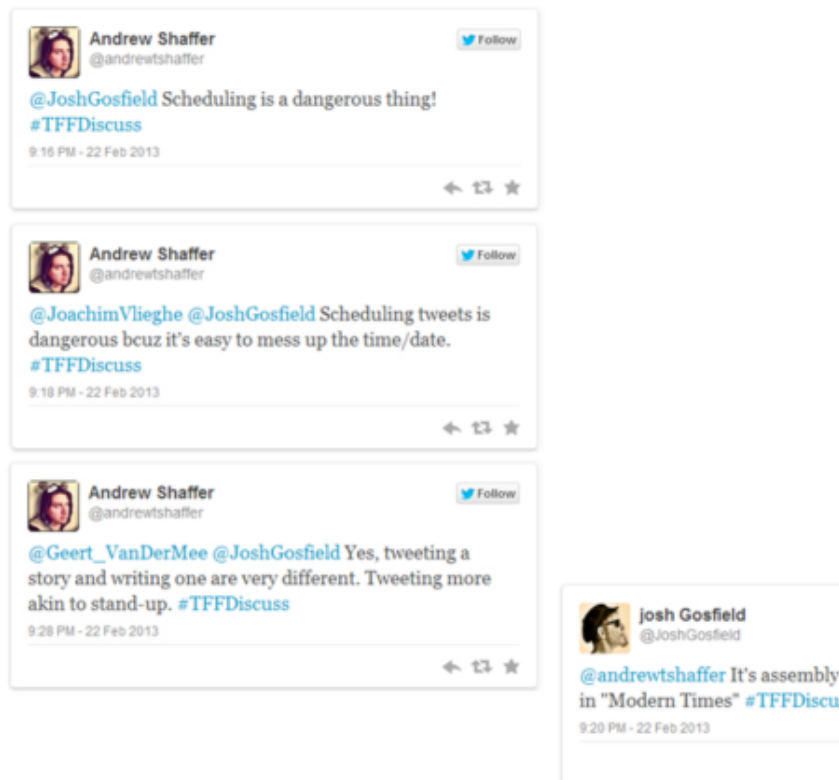 Andrew Shaffer
Follow
@andrewtshaffer
@JoshGosfield Scheduling is a dangerous thing!
#TFFDiscuss
9:16 PM - 22 Feb 2013
Andrew Shaffer
Follow
@andrewtshaffer
@JoachimVlieghe @JoshGosfield Scheduling tweets is
dangerous bcuz it's easy to mess up the time/date.
#TFFDiscuss
9:18 PM - 22 Feb 2013
Andrew Shaffer
Follow
@andrewtshaffer
@Geert_VanDerMee @JoshGosfield Yes, tweeting a
story and writing one are very different. Tweeting more
akin to stand-up. #TFFDiscuss
9:28 PM - 22 Feb 2013
josh Gosfield
@JoshGosfield
@andrewtshaffer It's assembly
in "Modern Times" #TFFDiscu
9:20 PM - 22 Feb 2013